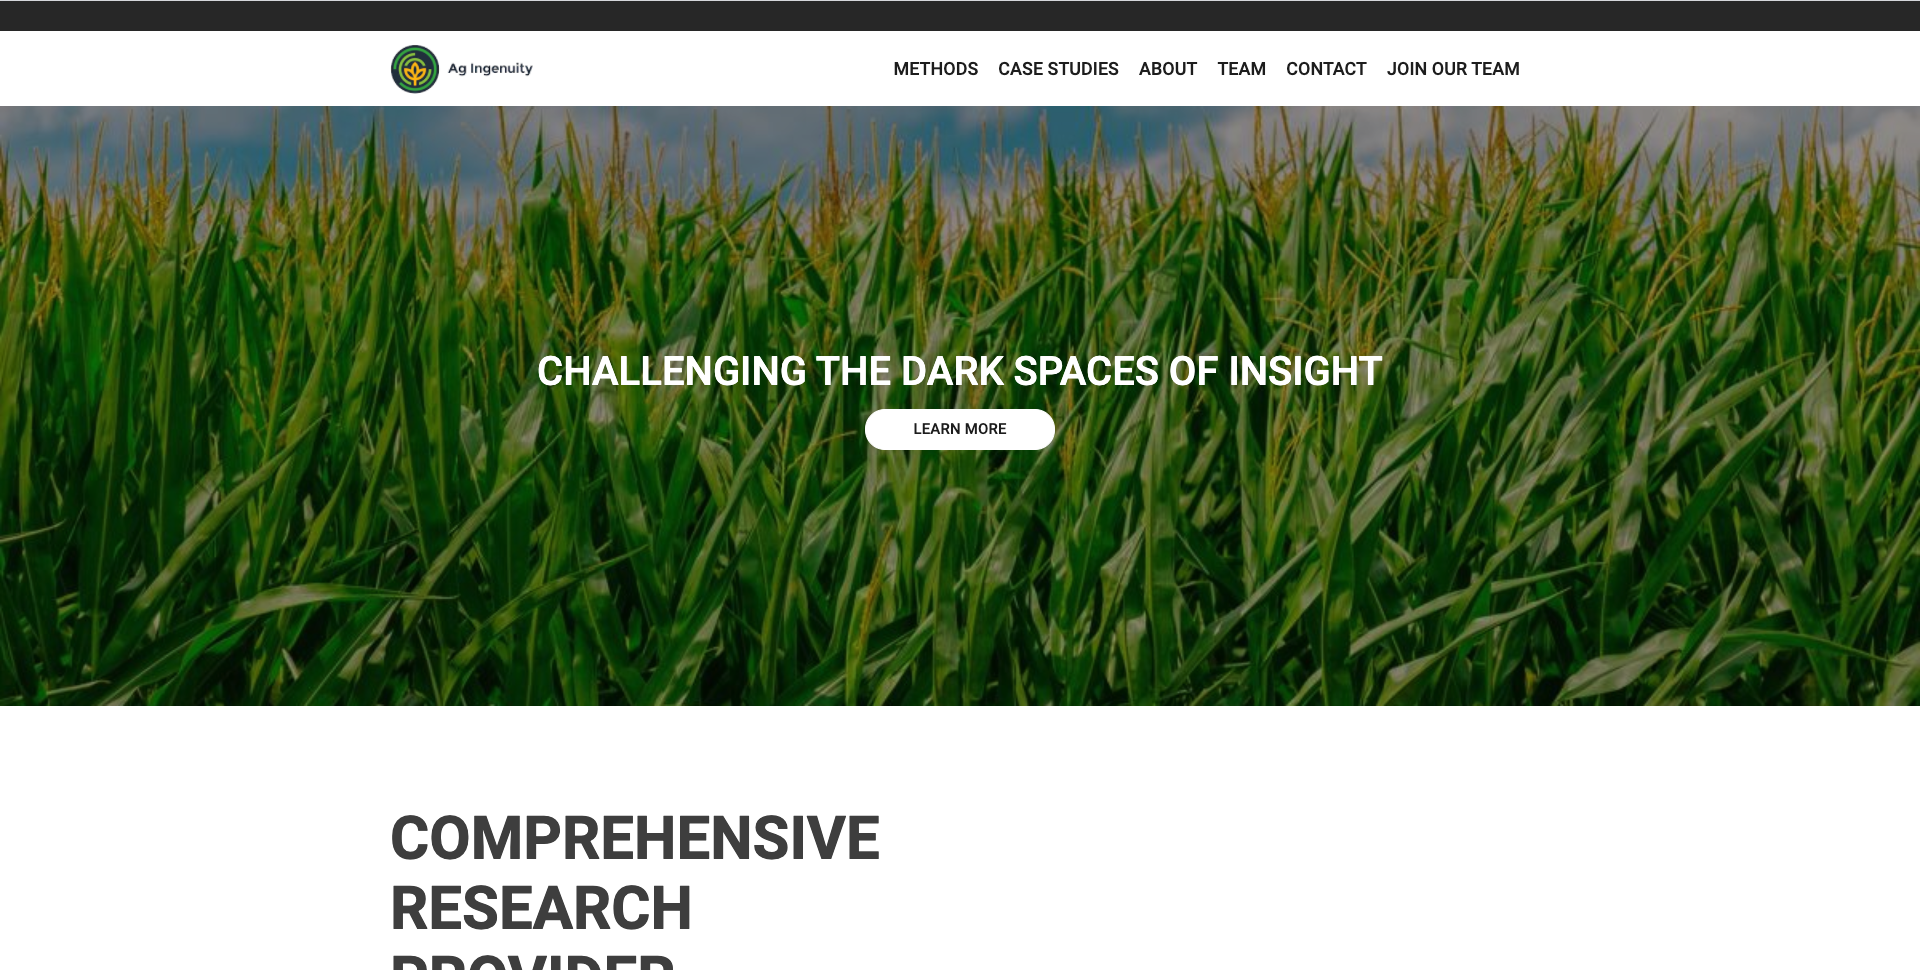 Ag Ingenuity
METHODS CASE STUDIES ABOUT TEAM CONTACT JOIN OUR TEAM
CHALLENGING THE DARK SPACES OF INSIGHT
LEARN MORE
COMPREHENSIVE
RESEARCH
PROVIDER